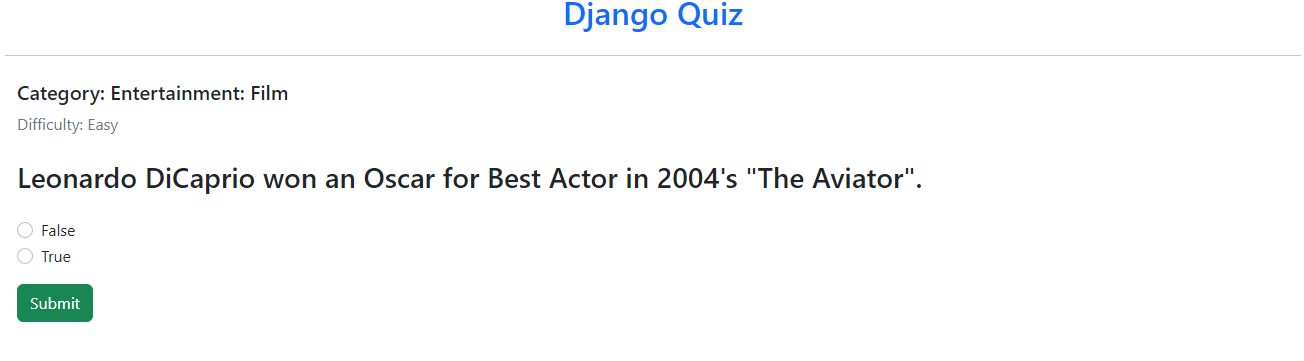 Django Quiz
Category: Entertainment: Film
Difficulty: Easy
Leonardo DiCaprio won an Oscar for Best Actor in 2004's "The Aviator".
False
True
Submit